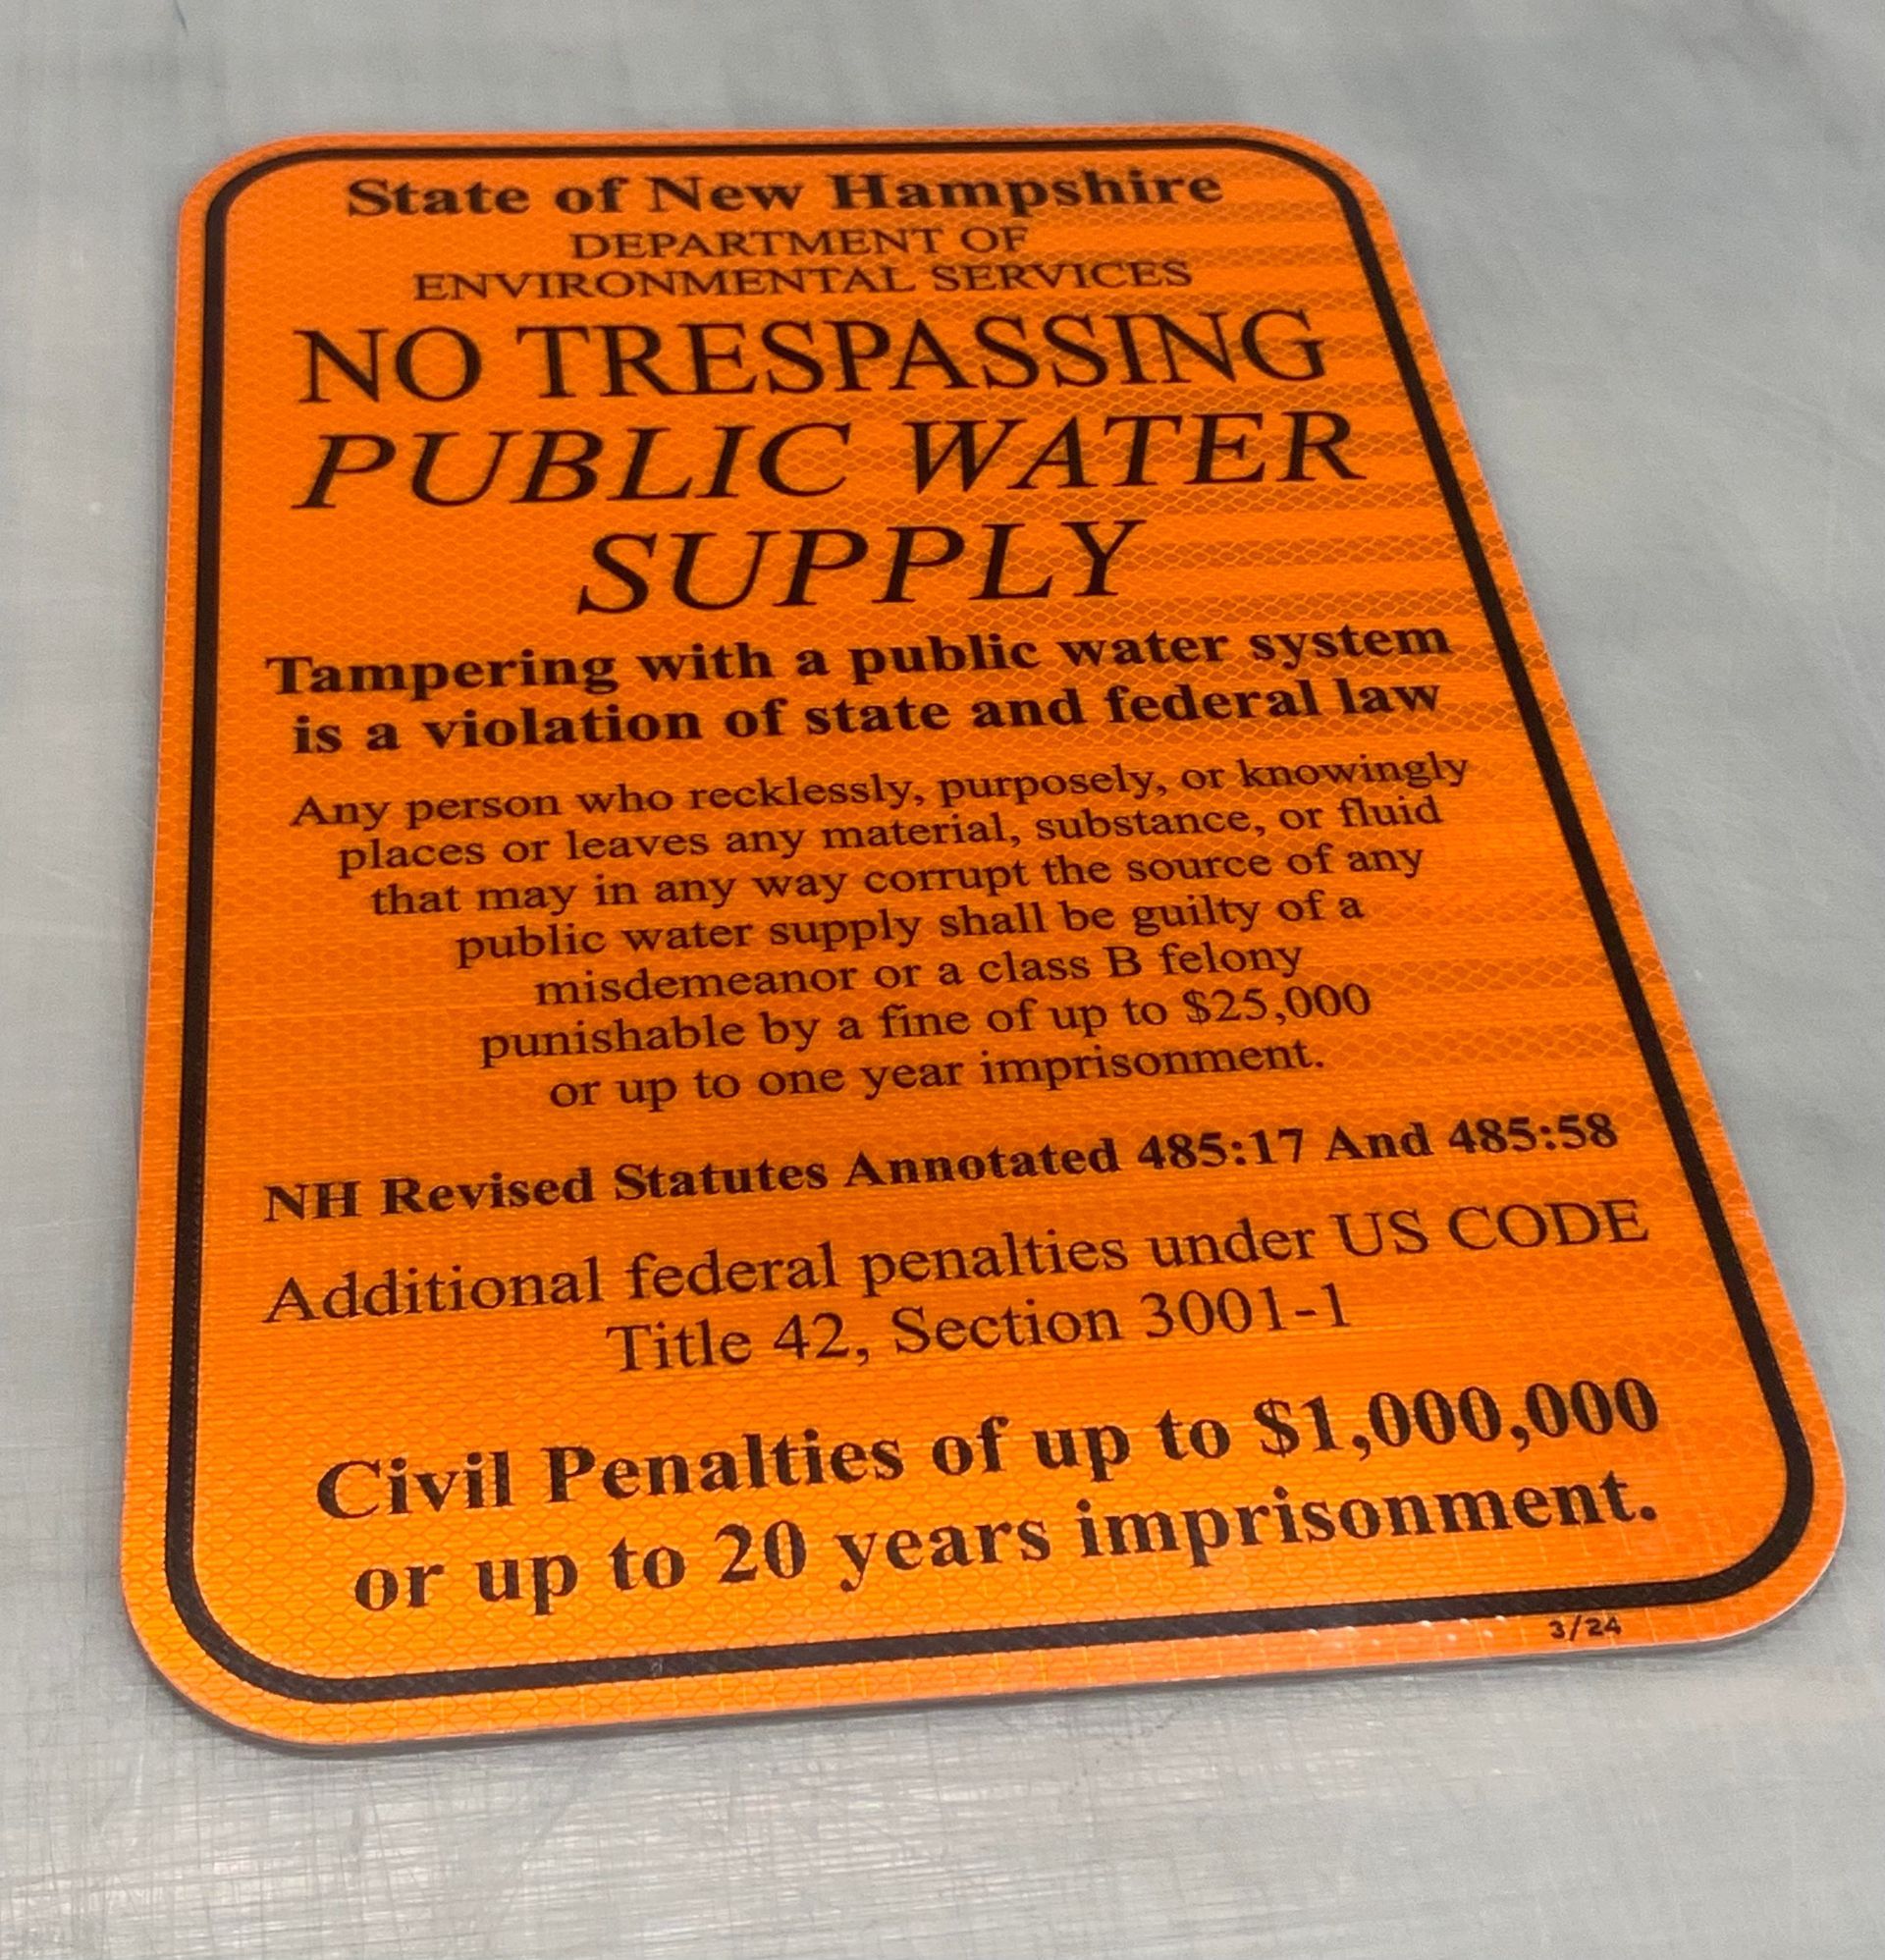 State of New Hampshire
DEPARTMENT OF
ENVIRONMENTAL SERVICES
NO TRESPASSING
PUBLIC WATER
SUPPLY
Tampering with a public water system
is a violation of state and federal law
Any person who recklessly, purposely, or knowingly
places or leaves any material, substance, or fluid
that may in any way corrupt the source of any
public water supply shall be guilty of a
misdemeanor or a class B felony
punishable by a fine of up to $25,000
or up to one year imprisonment.
NH Revised Statutes Annotated 485:17 And 485:58
Additional federal penalties under US CODE
Title 42, Section 3001-1
Civil Penalties of up to $1,000,000
or up to 20 years imprisonment.
3/24